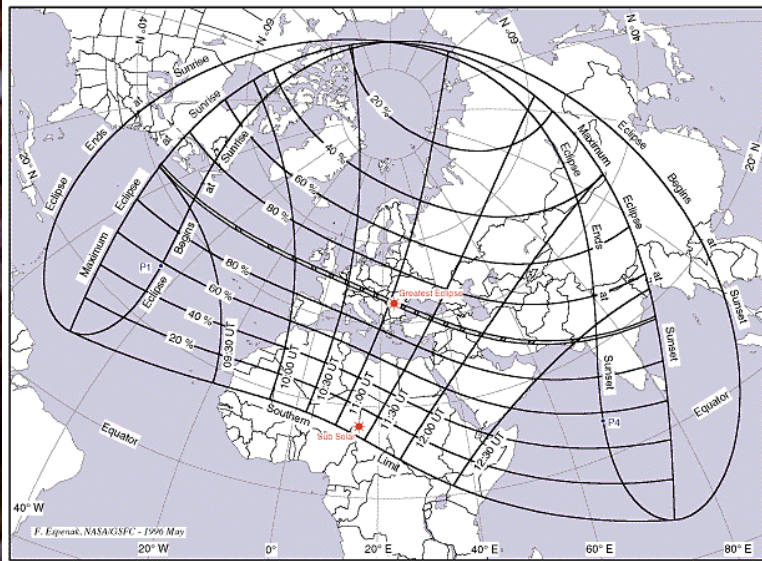 40° N
60° N
60° N
40° N
20° N
20° N
Eclipse Ends at Sunrise
Maximum Eclipse at Sunrise
Eclipse Begins at Sunrise
Eclipse Begins at Sunset
Maximum Eclipse at Sunset
Eclipse Ends at Sunset
20 %
40 %
60 %
80 %
80 %
60 %
40 %
20 %
P1
Greatest Eclipse
09:30 UT
10:00 UT
10:30 UT
11:00 UT
11:30 UT
12:00 UT
12:30 UT
Southern Limit
Sub Solar
P4
Equator
Equator
40° W
F. Espenak, NASA/GSFC - 1996 May
20° W
0°
20° E
40° E
60° E
80° E